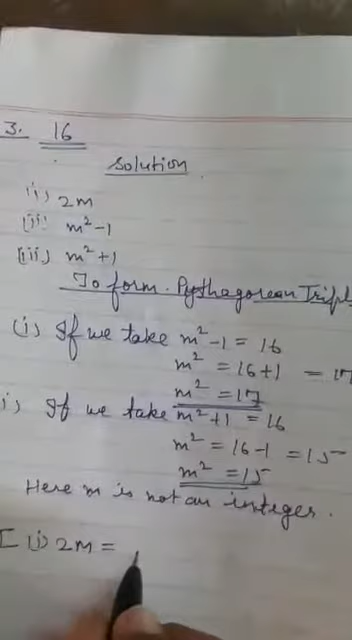 3. 16
Solution
(i) 2m
(ii) m²-1
(iii) m²+1
To form Pythagorean Tripl
(i) If we take m²-1 = 16
m² = 16+1 = 17
m² = 17
i) If we take m²+1 = 16
m² = 16-1 = 15
m² = 15
Here m is not an integer.
[(i) 2m =